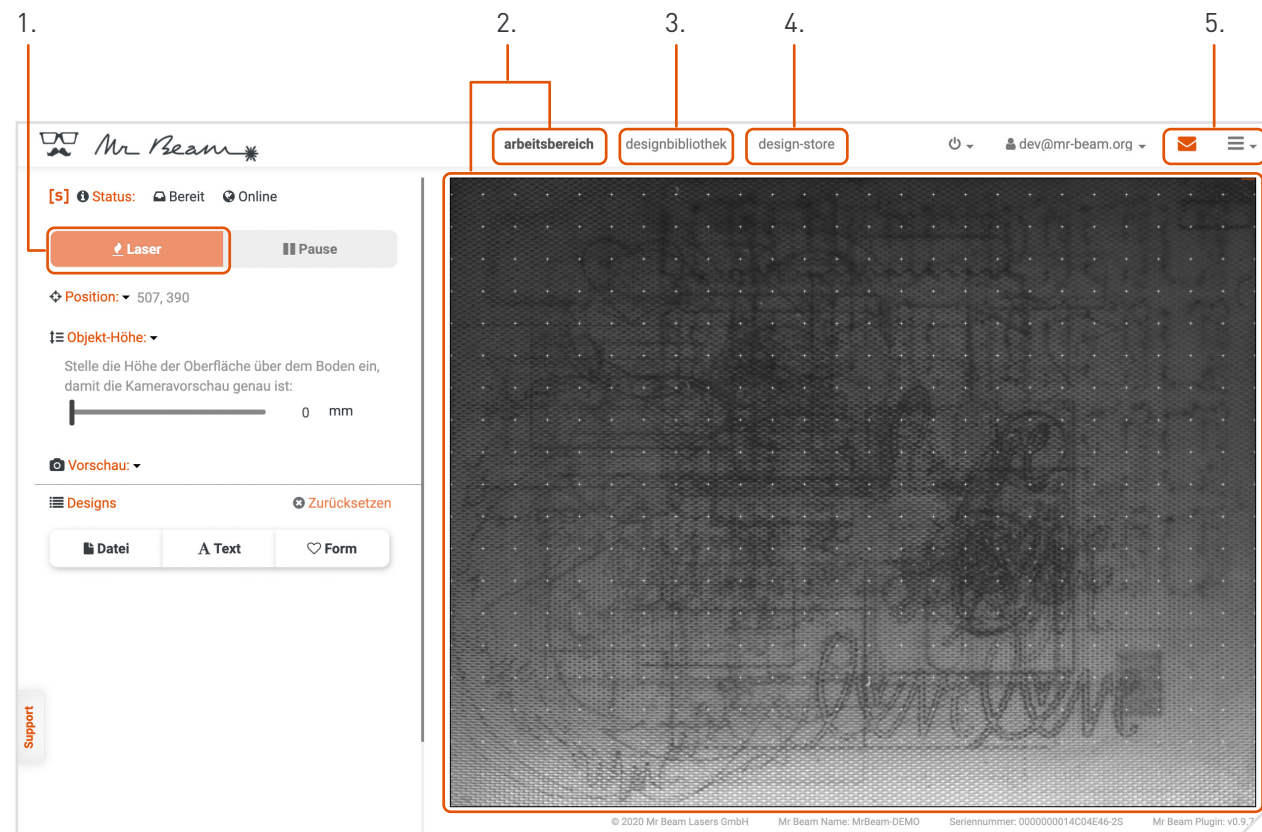 1. 2. 3. 4. 5.
Mr Beam arbeitsbereich designbibliothek design-store dev@mr-beam.org
[S] Status: Bereit Online
Laser Pause
Position: 507, 390
Objekt-Höhe:
Stelle die Höhe der Oberfläche über dem Boden ein,
damit die Kameravorschau genau ist:
0 mm
Vorschau:
Designs Zurücksetzen
Datei Text Form
Support
© 2020 Mr Beam Lasers GmbH Mr Beam Name: MrBeam-DEMO Seriennummer: 0000000014C04E46-2S Mr Beam Plugin: v0.9.7